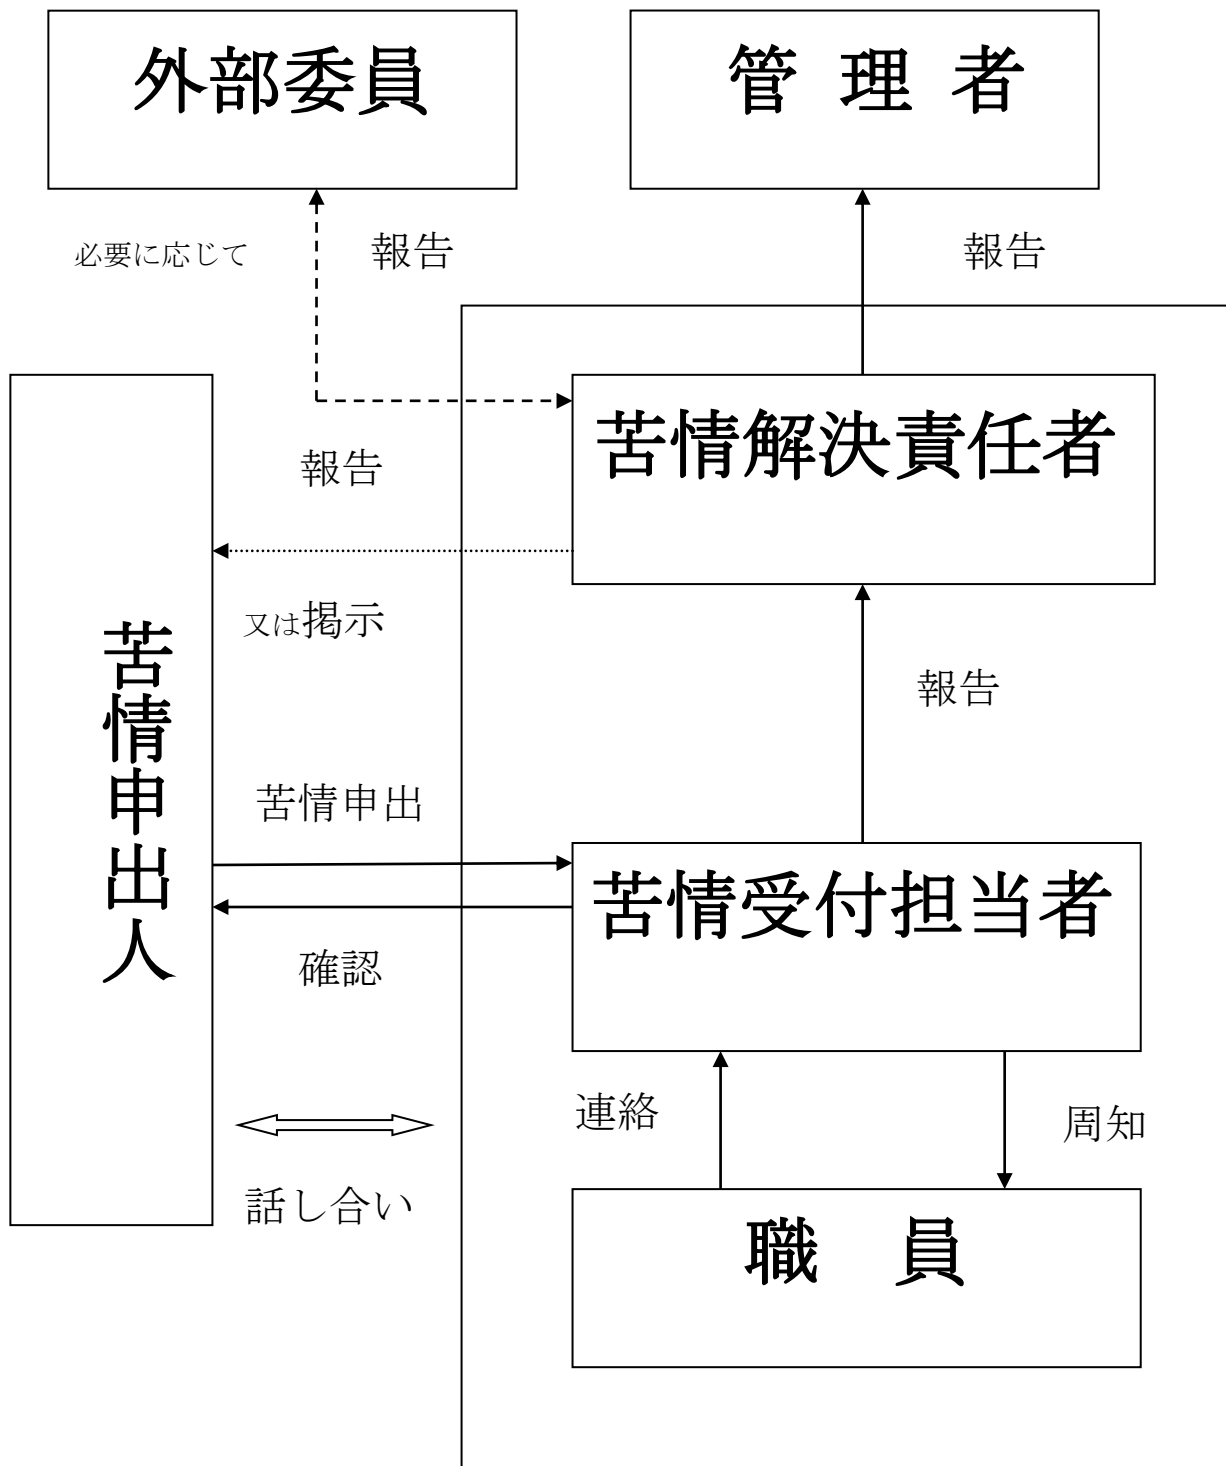 外部委員
管 理 者
必要に応じて
報告
報告
苦情解決責任者
報告
又は掲示
報告
苦情申出人
苦情申出
苦情受付担当者
確認
連絡
周知
話し合い
職　員